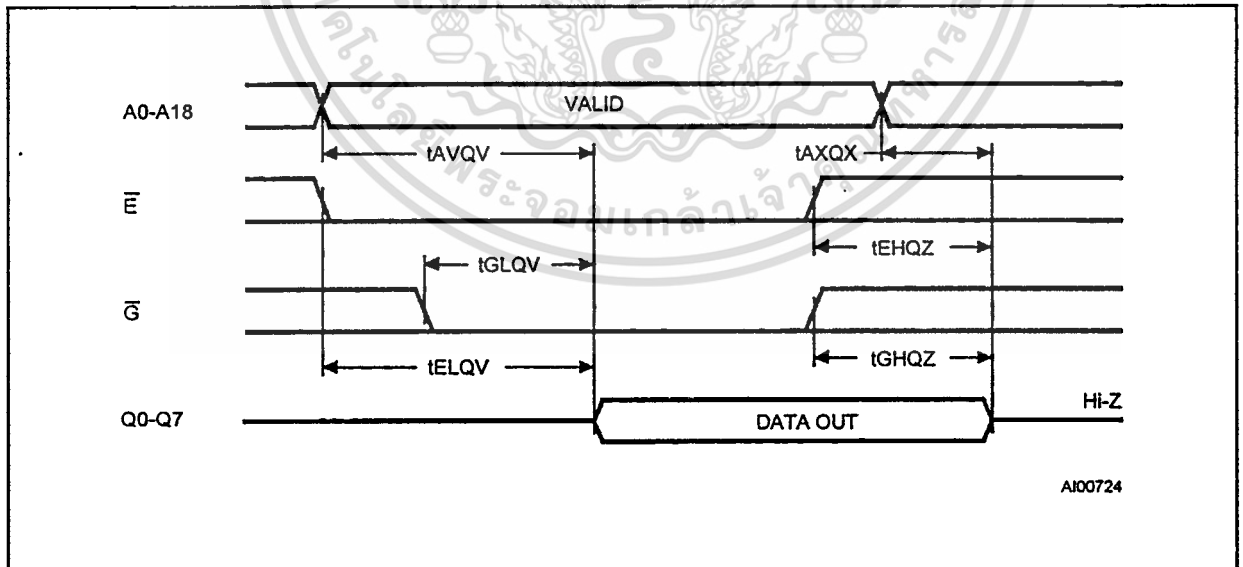 A0-A18
VALID
tAVQV
tAXQX
E
tEHQZ
tGLQV
G
tELQV
tGHQZ
Q0-Q7
DATA OUT
Hi-Z
AI00724